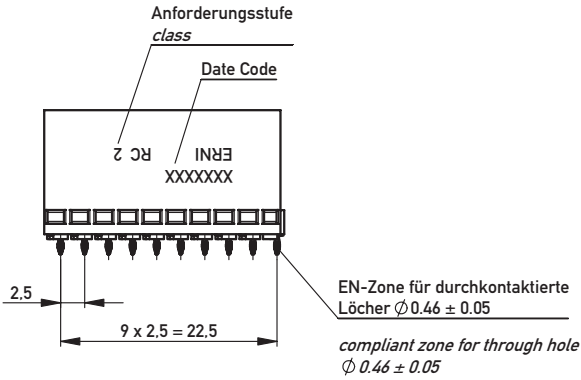 Anforderungsstufe
class
Date Code
RC 2 ERNI
XXXXXXX
2,5
9 x 2,5 = 22,5
EN-Zone für durchkontaktierte
Löcher ∅ 0.46 ± 0.05
compliant zone for through hole
∅ 0.46 ± 0.05